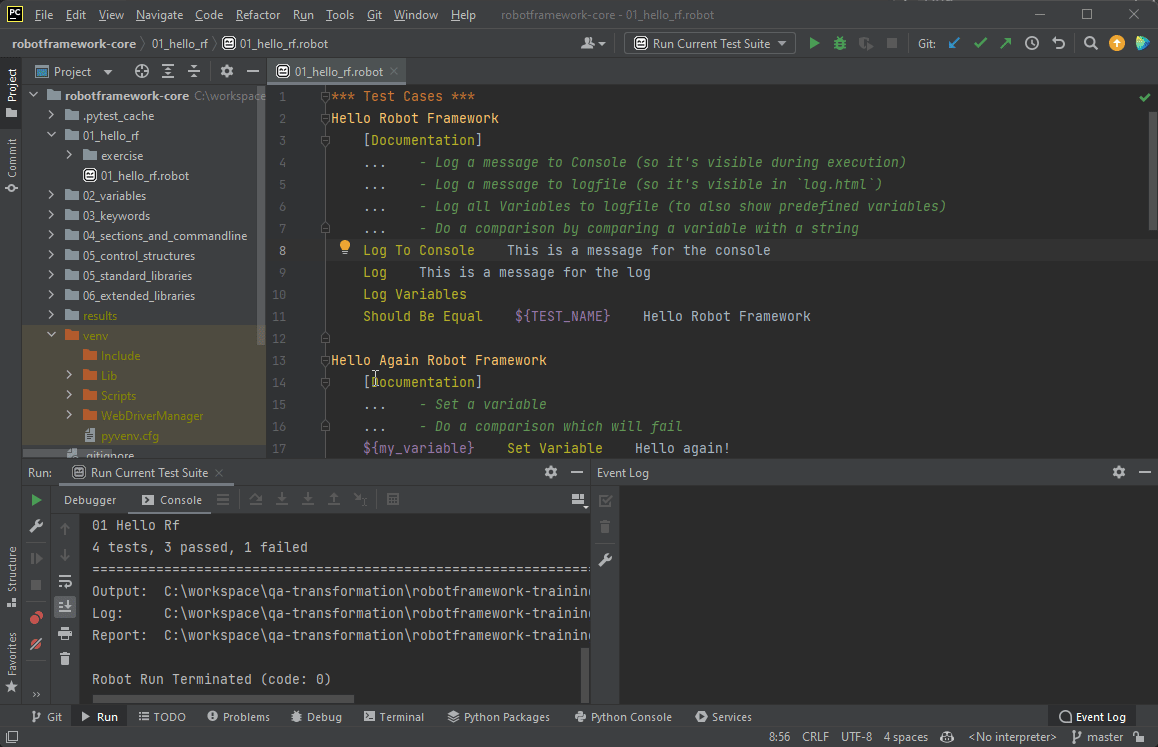 PC File Edit View Navigate Code Refactor Run Tools Git Window Help robotframework-core - 01_hello_rf.robot
robotframework-core 01_hello_rf 01_hello_rf.robot Run Current Test Suite Git:
Project 01_hello_rf.robot
Project
Commit
Structure
Favorites
robotframework-core C:\workspace
.pytest_cache
01_hello_rf
exercise
01_hello_rf.robot
02_variables
03_keywords
04_sections_and_commandline
05_control_structures
05_standard_libraries
06_extended_libraries
results
venv
Include
Lib
Scripts
WebDriverManager
pyvenv.cfg
.gitignore
1 *** Test Cases ***
2 Hello Robot Framework
3 [Documentation]
4 ... - Log a message to Console (so it's visible during execution)
5 ... - Log a message to logfile (so it's visible in `log.html`)
6 ... - Log all Variables to logfile (to also show predefined variables)
7 ... - Do a comparison by comparing a variable with a string
8 Log To Console This is a message for the console
9 Log This is a message for the log
10 Log Variables
11 Should Be Equal ${TEST_NAME} Hello Robot Framework
12
13 Hello Again Robot Framework
14 [Documentation]
15 ... - Set a variable
16 ... - Do a comparison which will fail
17 ${my_variable} Set Variable Hello again!
Run: Run Current Test Suite
Debugger Console
01 Hello Rf
4 tests, 3 passed, 1 failed
==============================================================
Output: C:\workspace\qa-transformation\robotframework-training
Log: C:\workspace\qa-transformation\robotframework-training
Report: C:\workspace\qa-transformation\robotframework-training
Robot Run Terminated (code: 0)
Event Log
Git Run TODO Problems Debug Terminal Python Packages Python Console Services Event Log
8:56 CRLF UTF-8 4 spaces <No interpreter> master